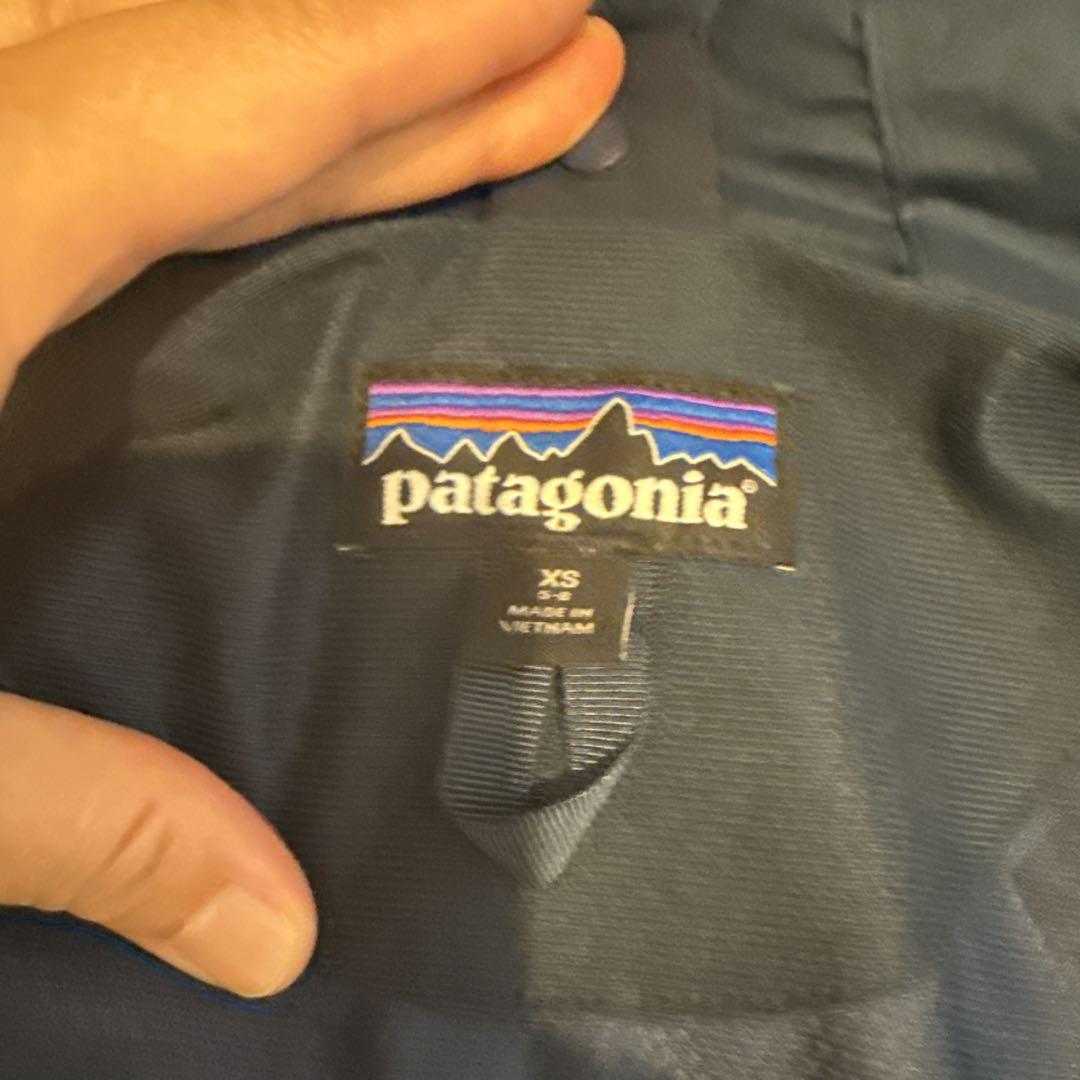 patagonia®
XS
5-6
MADE IN
VIETNAM